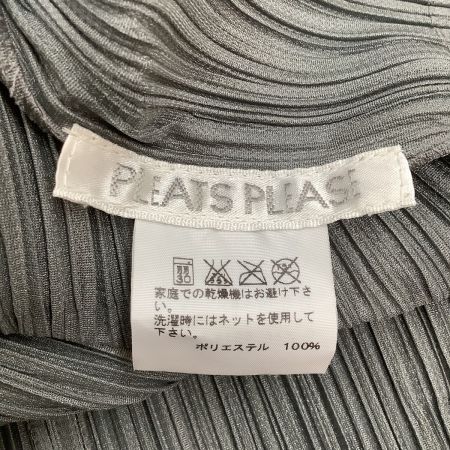 PLEATS PLEASE
30
家庭での乾燥機はお避け下さ
い。
洗濯時にはネットを使用して
下さい。
ポリエステル 100%